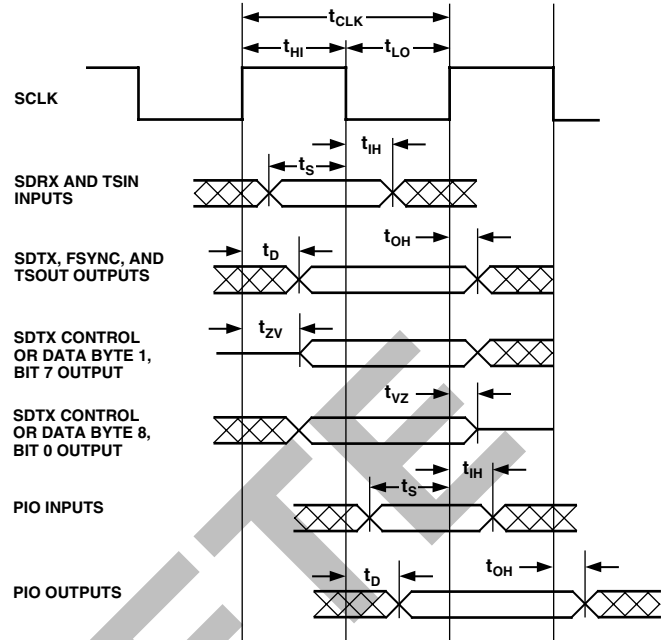 tCLK
tHI
tLO
SCLK
tIH
tS
SDRX AND TSIN
INPUTS
tOH
tD
SDTX, FSYNC, AND
TSOUT OUTPUTS
tZV
SDTX CONTROL
OR DATA BYTE 1,
BIT 7 OUTPUT
tVZ
SDTX CONTROL
OR DATA BYTE 8,
BIT 0 OUTPUT
tIH
tS
PIO INPUTS
tOH
tD
PIO OUTPUTS
ETE